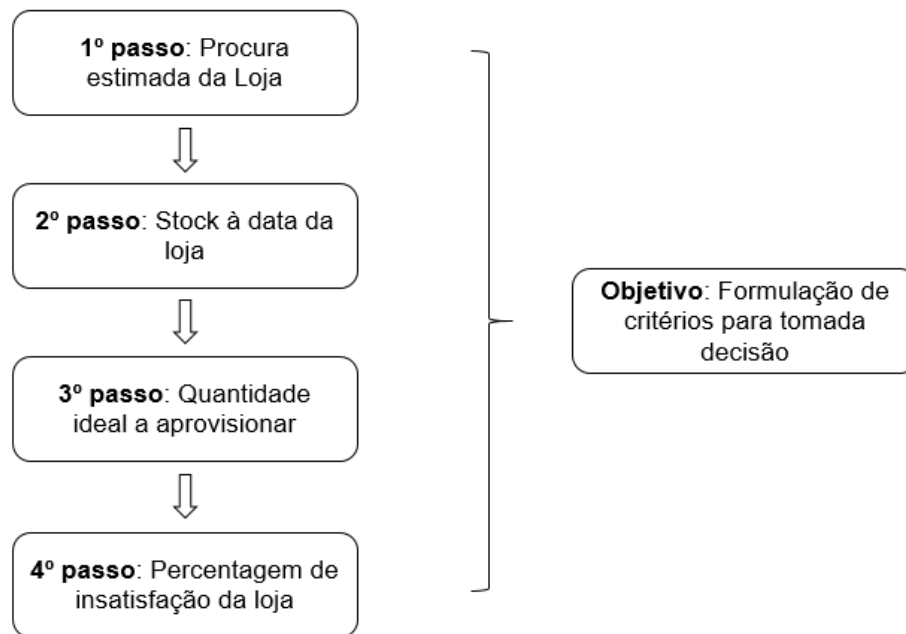 1º passo: Procura
estimada da Loja
2º passo: Stock à data da
loja
3º passo: Quantidade
ideal a aprovisionar
4º passo: Percentagem de
insatisfação da loja
Objetivo: Formulação de
critérios para tomada
decisão